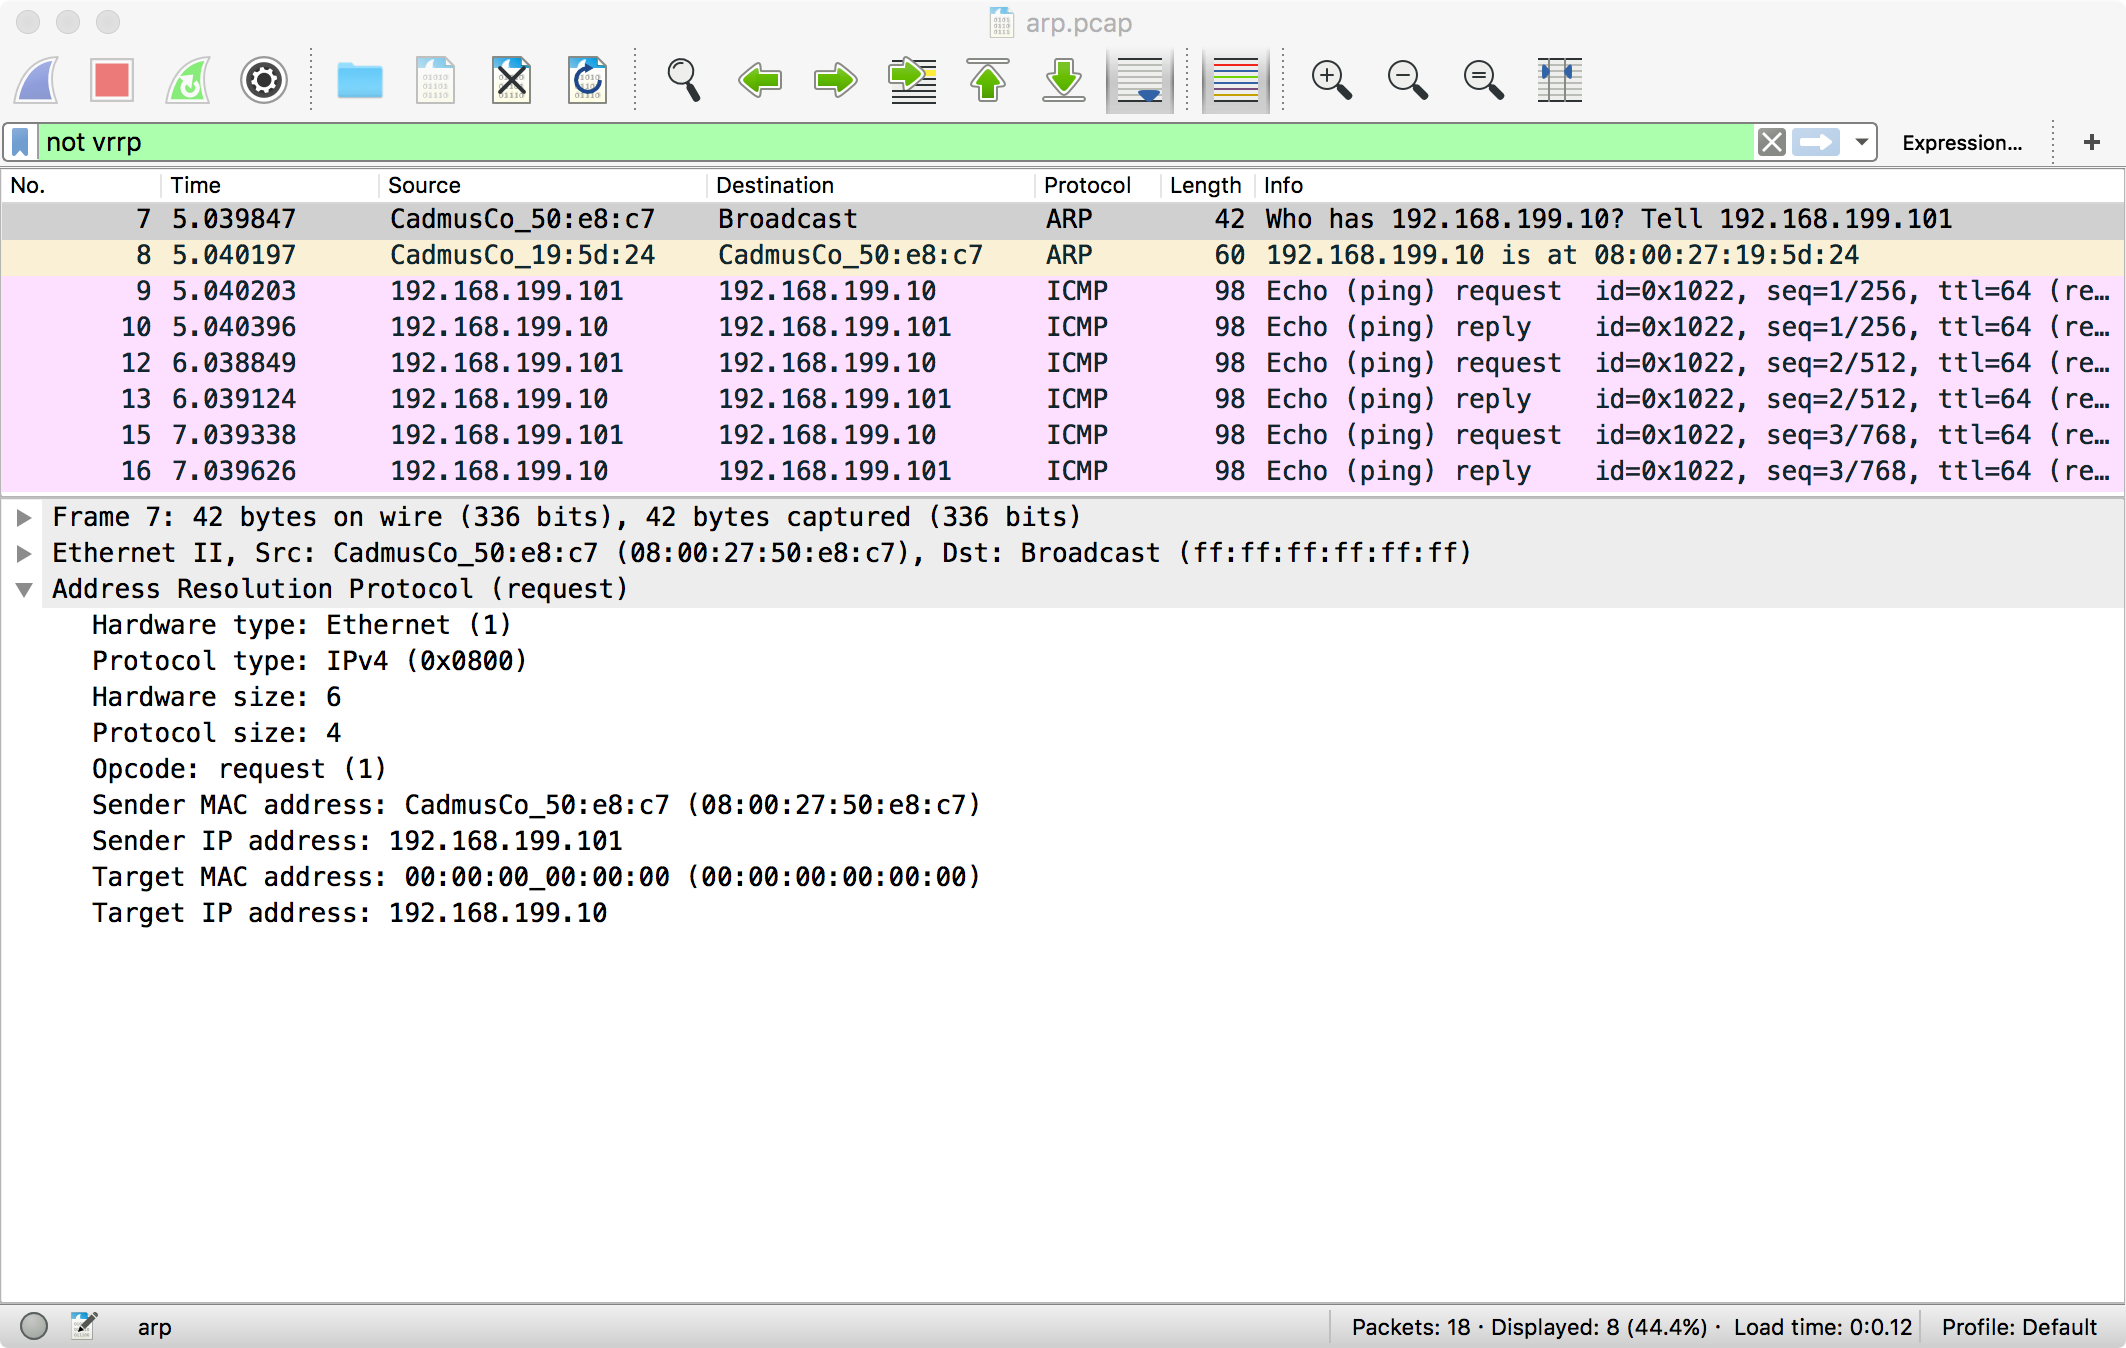 arp.pcap
not vrrp
Expression...
+
No. Time Source Destination Protocol Length Info
7 5.039847 CadmusCo_50:e8:c7 Broadcast ARP 42 Who has 192.168.199.10? Tell 192.168.199.101
8 5.040197 CadmusCo_19:5d:24 CadmusCo_50:e8:c7 ARP 60 192.168.199.10 is at 08:00:27:19:5d:24
9 5.040203 192.168.199.101 192.168.199.10 ICMP 98 Echo (ping) request id=0x1022, seq=1/256, ttl=64 (re…
10 5.040396 192.168.199.10 192.168.199.101 ICMP 98 Echo (ping) reply id=0x1022, seq=1/256, ttl=64 (re…
12 6.038849 192.168.199.101 192.168.199.10 ICMP 98 Echo (ping) request id=0x1022, seq=2/512, ttl=64 (re…
13 6.039124 192.168.199.10 192.168.199.101 ICMP 98 Echo (ping) reply id=0x1022, seq=2/512, ttl=64 (re…
15 7.039338 192.168.199.101 192.168.199.10 ICMP 98 Echo (ping) request id=0x1022, seq=3/768, ttl=64 (re…
16 7.039626 192.168.199.10 192.168.199.101 ICMP 98 Echo (ping) reply id=0x1022, seq=3/768, ttl=64 (re…
Frame 7: 42 bytes on wire (336 bits), 42 bytes captured (336 bits)
Ethernet II, Src: CadmusCo_50:e8:c7 (08:00:27:50:e8:c7), Dst: Broadcast (ff:ff:ff:ff:ff:ff)
Address Resolution Protocol (request)
Hardware type: Ethernet (1)
Protocol type: IPv4 (0x0800)
Hardware size: 6
Protocol size: 4
Opcode: request (1)
Sender MAC address: CadmusCo_50:e8:c7 (08:00:27:50:e8:c7)
Sender IP address: 192.168.199.101
Target MAC address: 00:00:00_00:00:00 (00:00:00:00:00:00)
Target IP address: 192.168.199.10
arp
Packets: 18 · Displayed: 8 (44.4%) · Load time: 0:0.12
Profile: Default